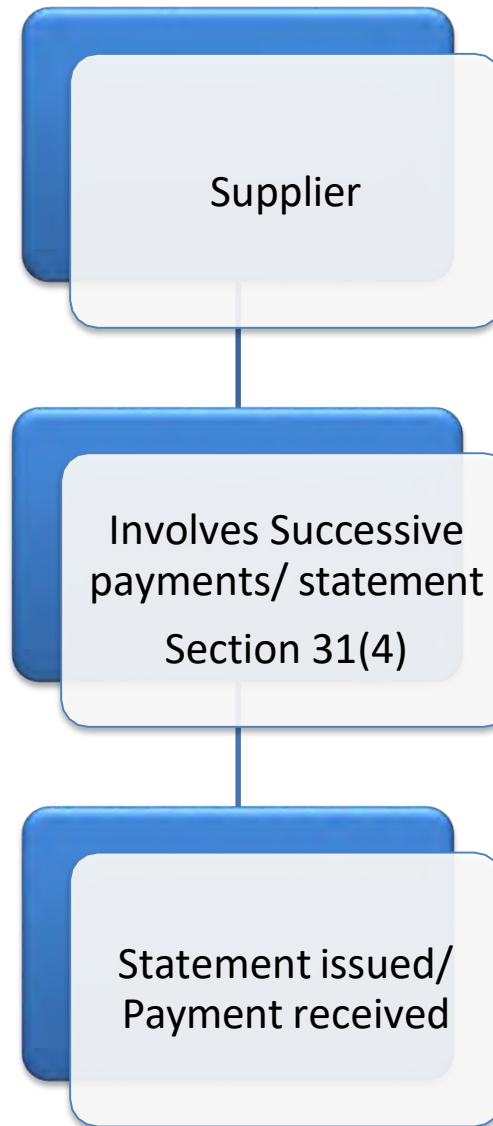 Supplier
Involves Successive
payments/ statement
Section 31(4)
Statement issued/
Payment received